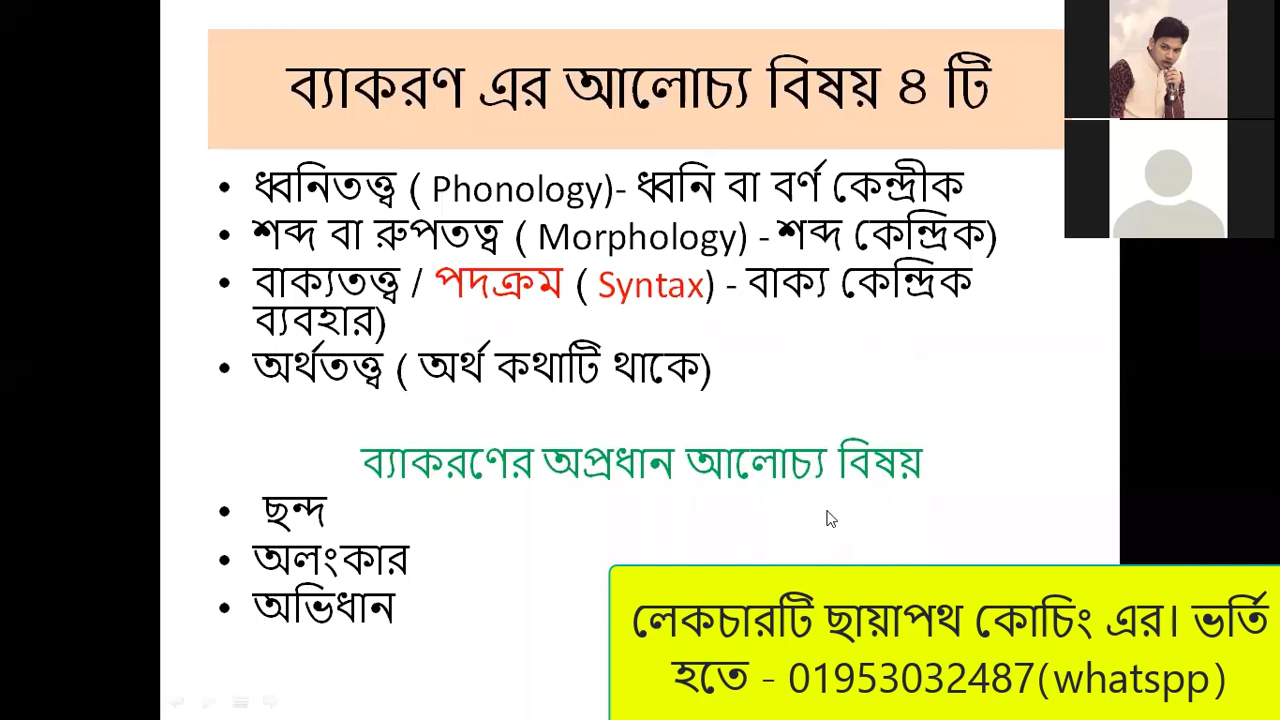 ব্যাকরণ এর আলোচ্য বিষয় ৪ টি
• ধ্বনিতত্ত্ব ( Phonology)- ধ্বনি বা বর্ণ কেন্দ্রীক
• শব্দ বা রুপতত্ব ( Morphology) - শব্দ কেন্দ্রিক)
• বাক্যতত্ত্ব / পদক্রম ( Syntax) - বাক্য কেন্দ্রিক
ব্যবহার)
• অর্থতত্ত্ব ( অর্থ কথাটি থাকে)
ব্যাকরণের অপ্রধান আলোচ্য বিষয়
• ছন্দ
• অলংকার
• অভিধান
লেকচারটি ছায়াপথ কোচিং এর। ভর্তি
হতে - 01953032487(whatspp)